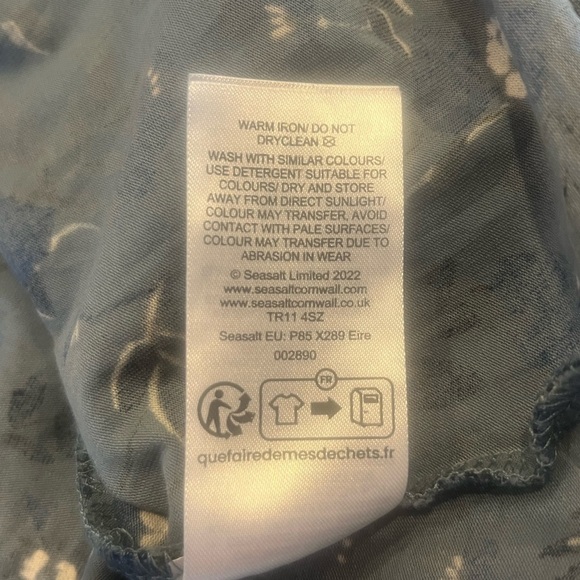 WARM IRON/ DO NOT
DRYCLEAN
WASH WITH SIMILAR COLOURS/
USE DETERGENT SUITABLE FOR
COLOURS/ DRY AND STORE
AWAY FROM DIRECT SUNLIGHT/
COLOUR MAY TRANSFER. AVOID
CONTACT WITH PALE SURFACES/
COLOUR MAY TRANSFER DUE TO
ABRASION IN WEAR
© Seasalt Limited 2022
www.seasaltcornwall.com
www.seasaltcornwall.co.uk
TR11 4SZ
Seasalt EU: P85 X289 Eire
002890
FR
quefairedemesdechets.fr